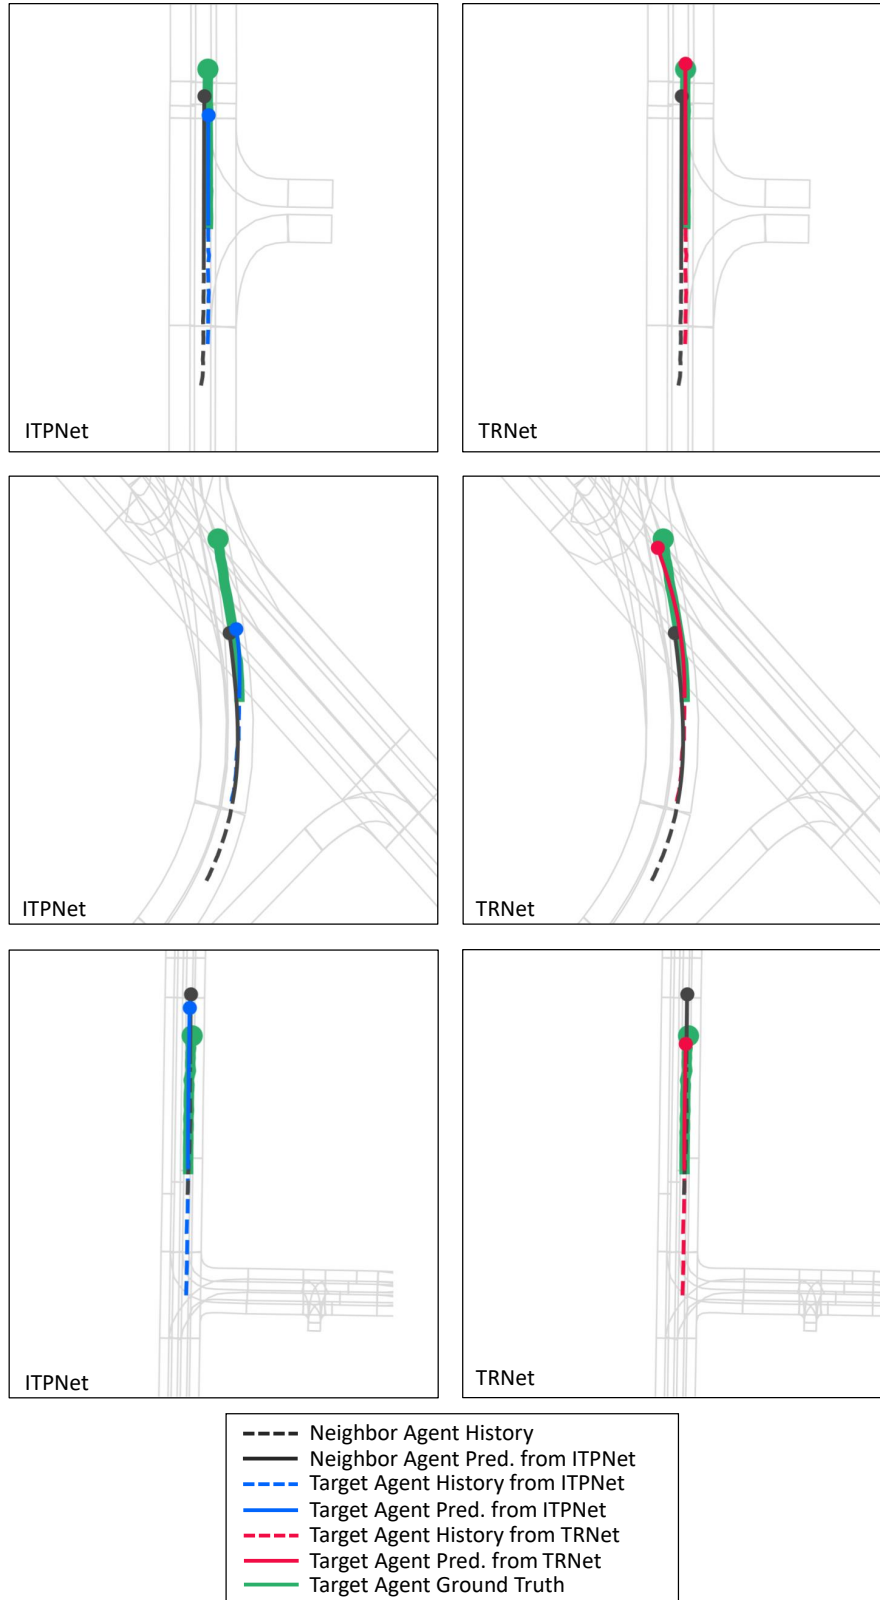 ITPNet
TRNet
ITPNet
TRNet
ITPNet
TRNet
Neighbor Agent History
Neighbor Agent Pred. from ITPNet
Target Agent History from ITPNet
Target Agent Pred. from ITPNet
Target Agent History from TRNet
Target Agent Pred. from TRNet
Target Agent Ground Truth